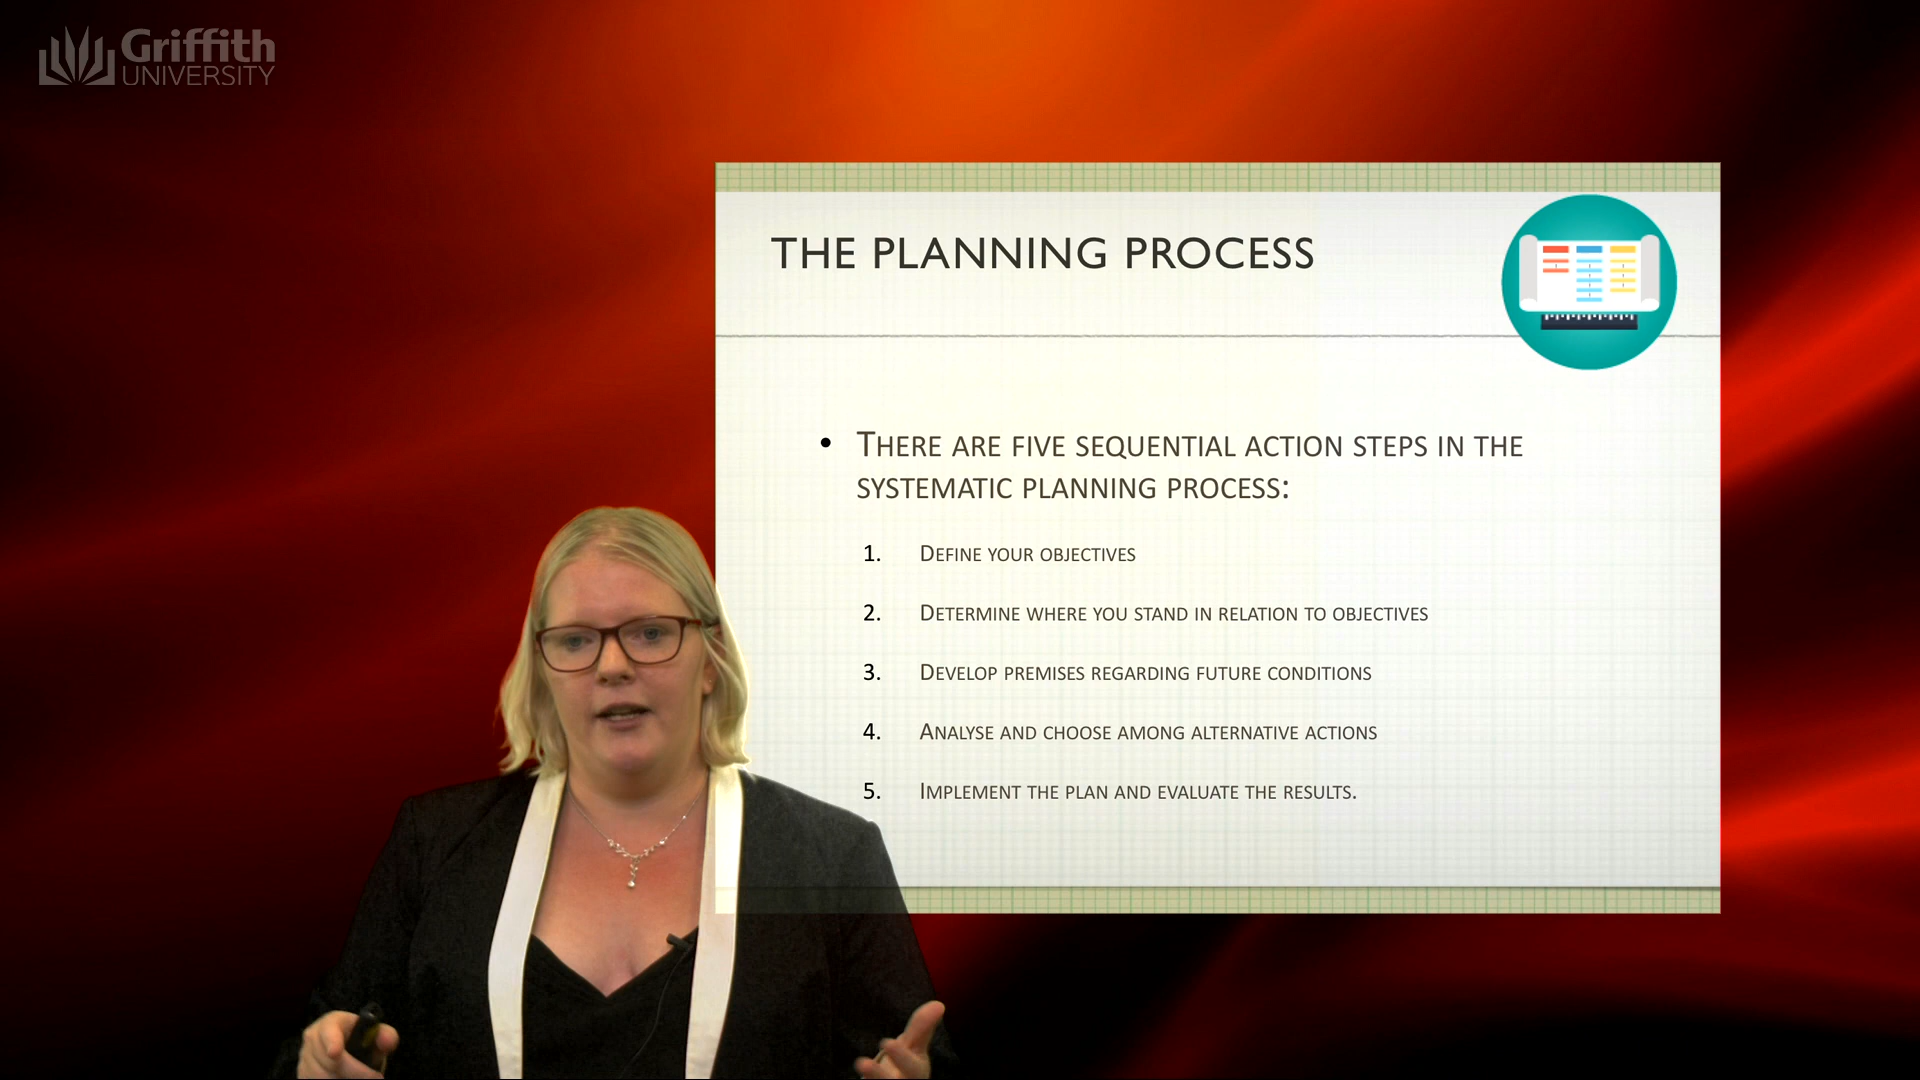 Griffith
UNIVERSITY
THE PLANNING PROCESS
• THERE ARE FIVE SEQUENTIAL ACTION STEPS IN THE
SYSTEMATIC PLANNING PROCESS:
1. DEFINE YOUR OBJECTIVES
2. DETERMINE WHERE YOU STAND IN RELATION TO OBJECTIVES
3. DEVELOP PREMISES REGARDING FUTURE CONDITIONS
4. ANALYSE AND CHOOSE AMONG ALTERNATIVE ACTIONS
5. IMPLEMENT THE PLAN AND EVALUATE THE RESULTS.